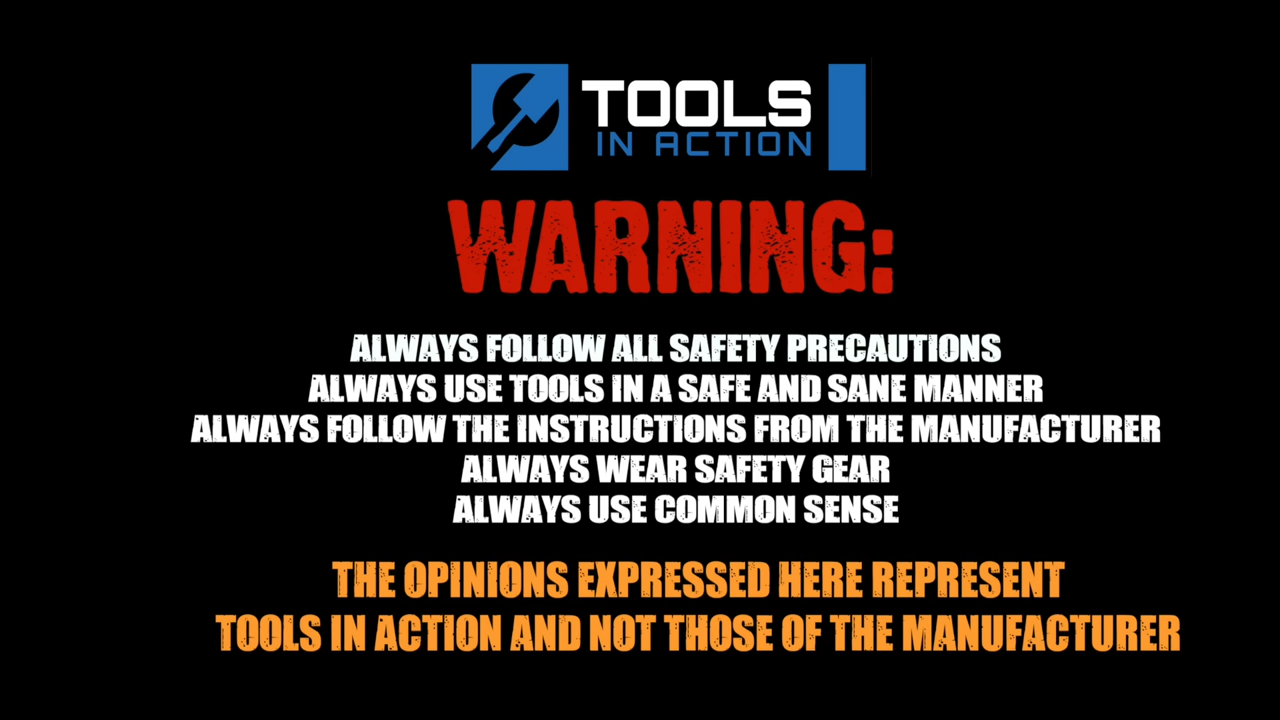 TOOLS
IN ACTION
WARNING:
ALWAYS FOLLOW ALL SAFETY PRECAUTIONS
ALWAYS USE TOOLS IN A SAFE AND SANE MANNER
ALWAYS FOLLOW THE INSTRUCTIONS FROM THE MANUFACTURER
ALWAYS WEAR SAFETY GEAR
ALWAYS USE COMMON SENSE
THE OPINIONS EXPRESSED HERE REPRESENT
TOOLS IN ACTION AND NOT THOSE OF THE MANUFACTURER